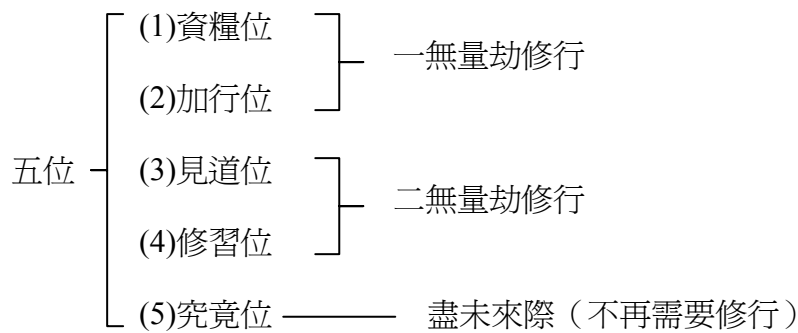 (1)資糧位
一無量劫修行
(2)加行位
五位
(3)見道位
二無量劫修行
(4)修習位
(5)究竟位
盡未來際（不再需要修行）